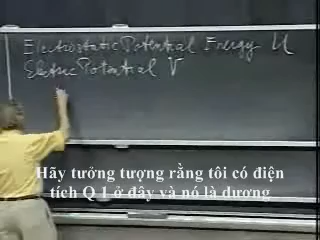 Electrostatic Potential Energy U
Electric Potential V
Hãy tưởng tượng rằng tôi có điện
tích Q 1 ở đây và nó là dương